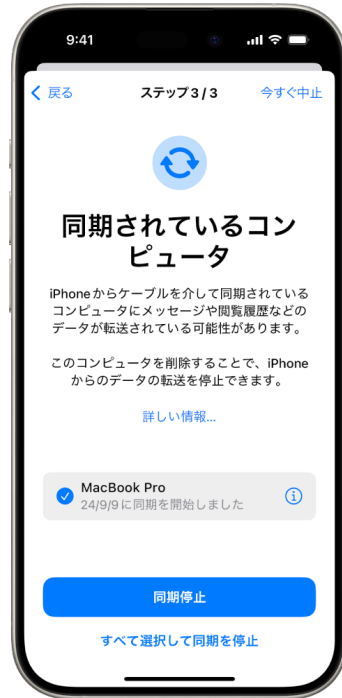 9:41
戻る
ステップ3/3
今すぐ中止
同期されているコン
ピュータ
iPhoneからケーブルを介して同期されている
コンピュータにメッセージや閲覧履歴などの
データが転送されている可能性があります。
このコンピュータを削除することで、iPhone
からのデータの転送を停止できます。
詳しい情報...
MacBook Pro
24/9/9に同期を開始しました
同期停止
すべて選択して同期を停止